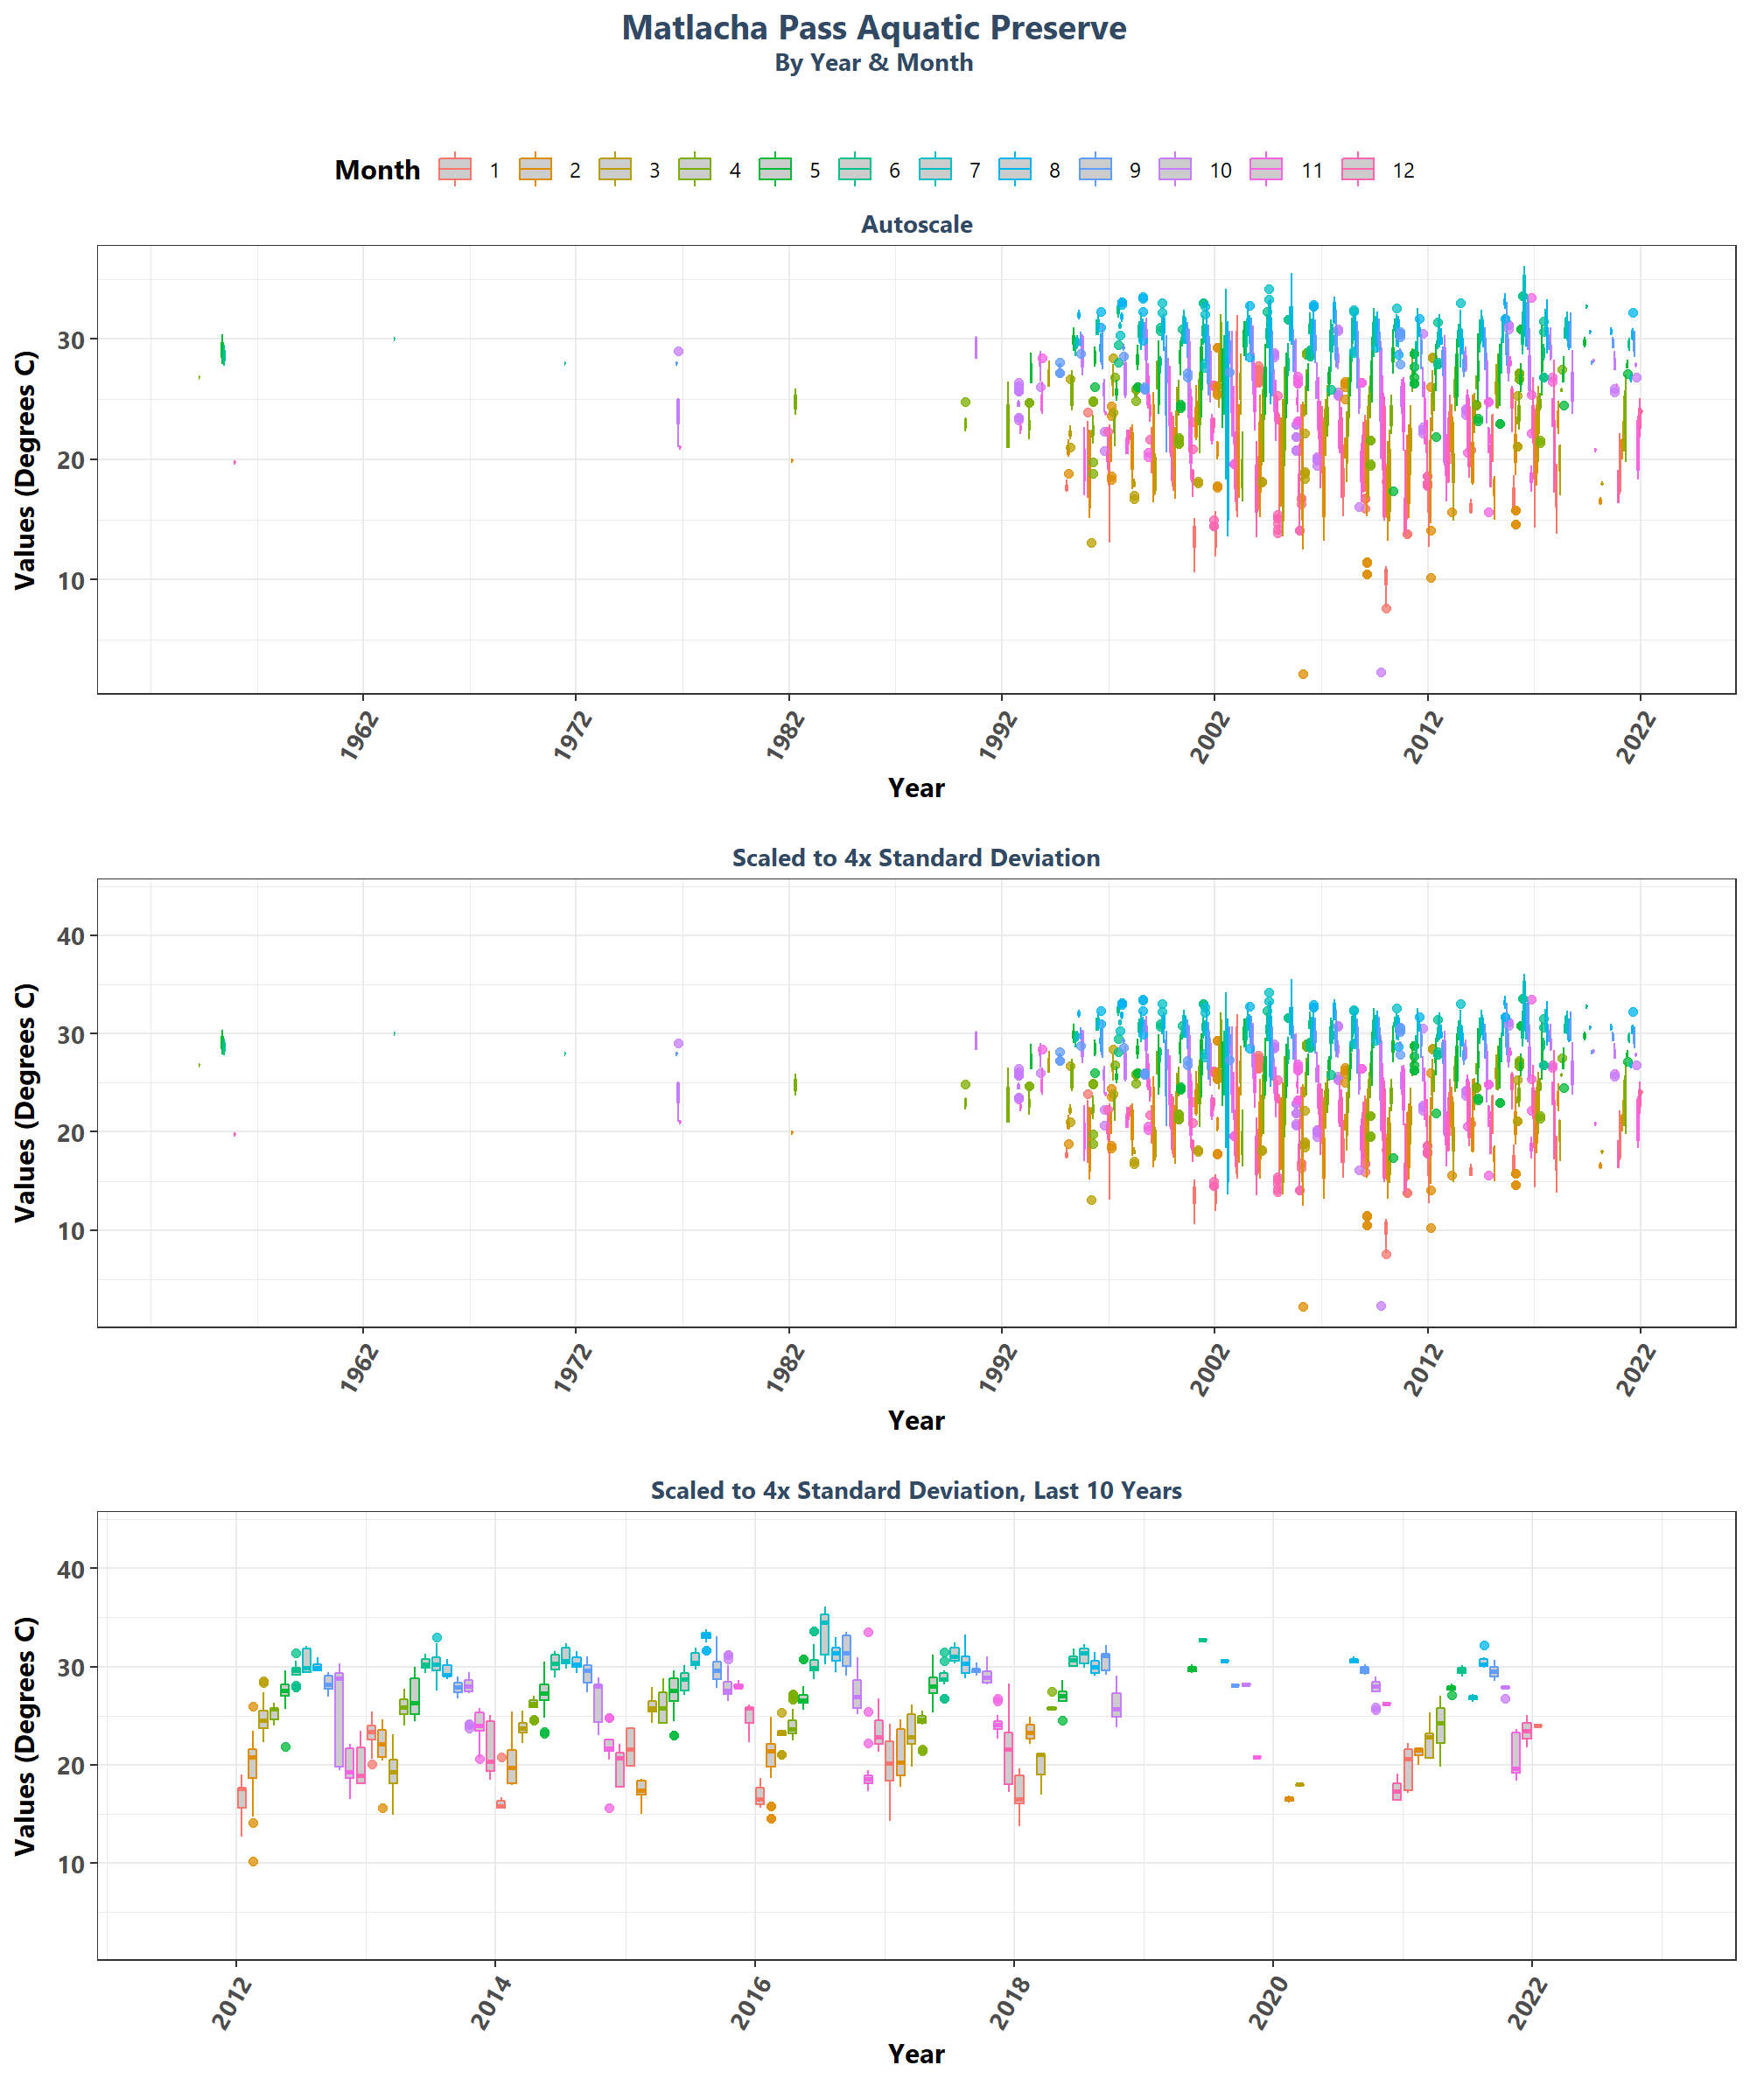 Matlacha Pass Aquatic Preserve
By Year & Month
Month 1 2 3 4 5 6 7 8 9 10 11 12
Autoscale
Values (Degrees C)
30
20
10
1962 1972 1982 1992 2002 2012 2022
Year
Scaled to 4x Standard Deviation
Values (Degrees C)
40
30
20
10
1962 1972 1982 1992 2002 2012 2022
Year
Scaled to 4x Standard Deviation, Last 10 Years
Values (Degrees C)
40
30
20
10
2012 2014 2016 2018 2020 2022
Year